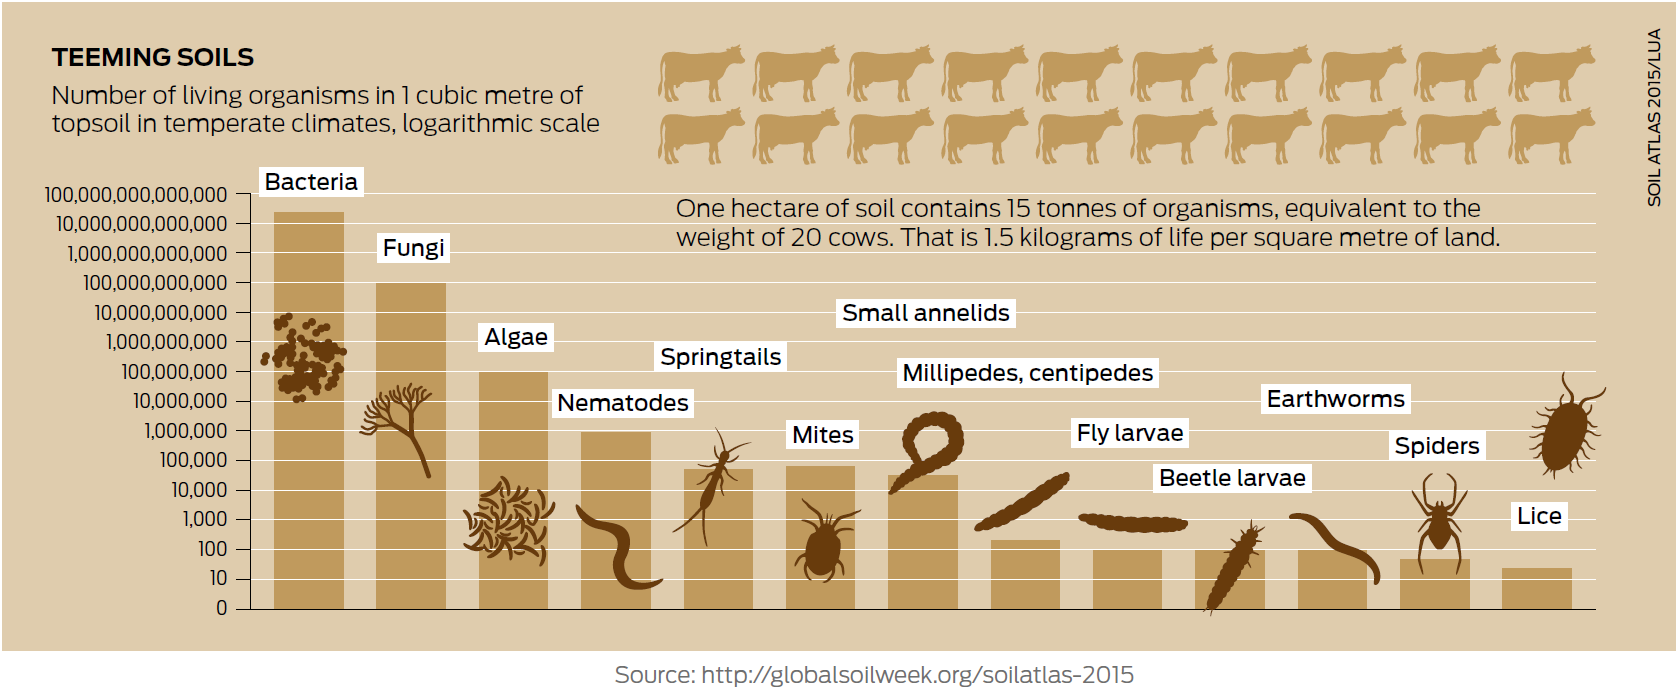 TEEMING SOILS
Number of living organisms in 1 cubic metre of
topsoil in temperate climates, logarithmic scale
SOIL ATLAS 2015/LUA
One hectare of soil contains 15 tonnes of organisms, equivalent to the
weight of 20 cows. That is 1.5 kilograms of life per square metre of land.
100,000,000,000,000
10,000,000,000,000
1,000,000,000,000
100,000,000,000
10,000,000,000
1,000,000,000
100,000,000
10,000,000
1,000,000
100,000
10,000
1,000
100
10
0
Bacteria
Fungi
Algae
Nematodes
Springtails
Mites
Small annelids
Millipedes, centipedes
Fly larvae
Beetle larvae
Earthworms
Spiders
Lice
Source: http://globalsoilweek.org/soilatlas-2015